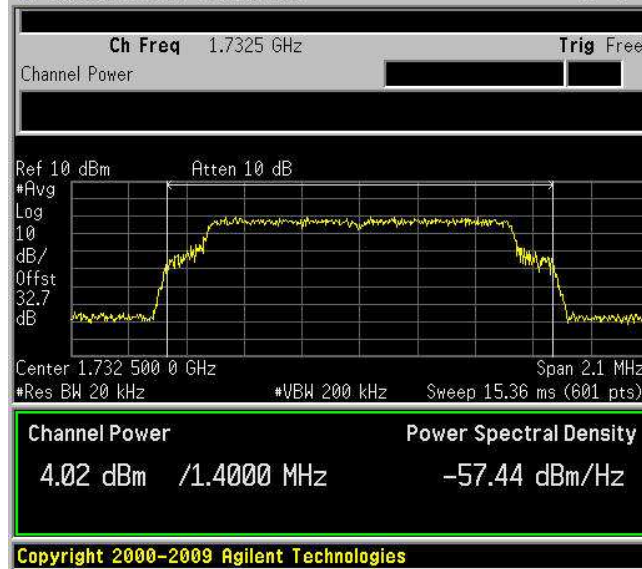 Ch Freq 1.7325 GHz Trig Free
Channel Power
Ref 10 dBm Atten 10 dB
#Avg
Log
10
dB/
Offst
32.7
dB
Center 1.732 500 0 GHz Span 2.1 MHz
#Res BW 20 kHz #VBW 200 kHz Sweep 15.36 ms (601 pts)
Channel Power Power Spectral Density
4.02 dBm /1.4000 MHz -57.44 dBm/Hz
Copyright 2000-2009 Agilent Technologies